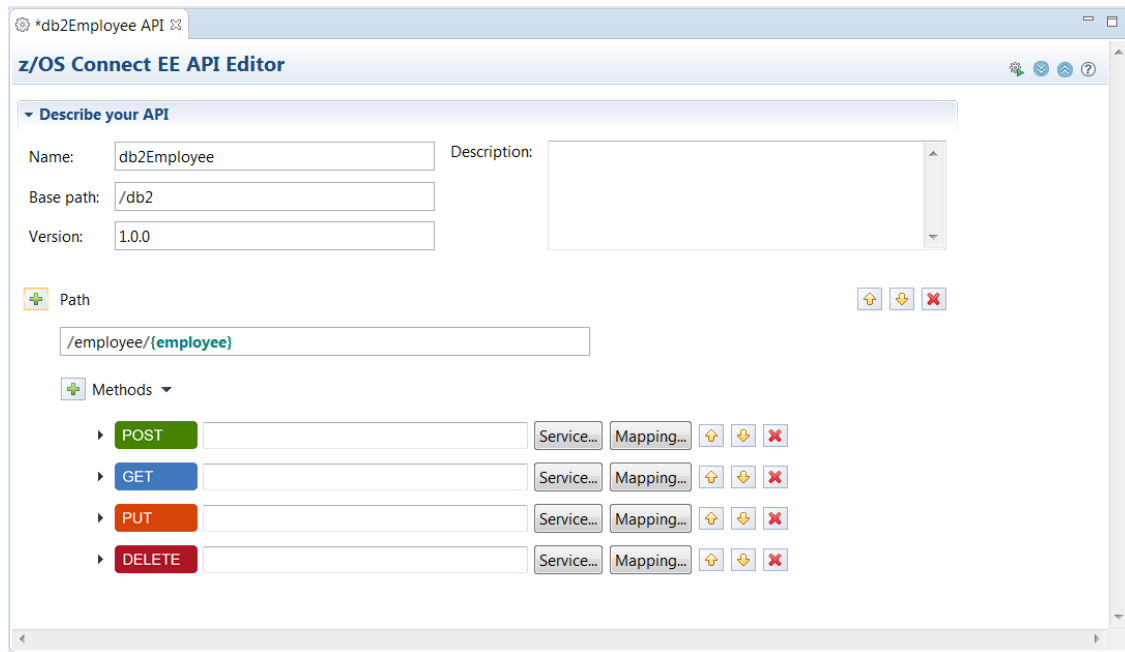 *db2Employee API
z/OS Connect EE API Editor
Describe your API
Name: db2Employee Description:
Base path: /db2
Version: 1.0.0
Path
/employee/{employee}
Methods
POST Service... Mapping...
GET Service... Mapping...
PUT Service... Mapping...
DELETE Service... Mapping...